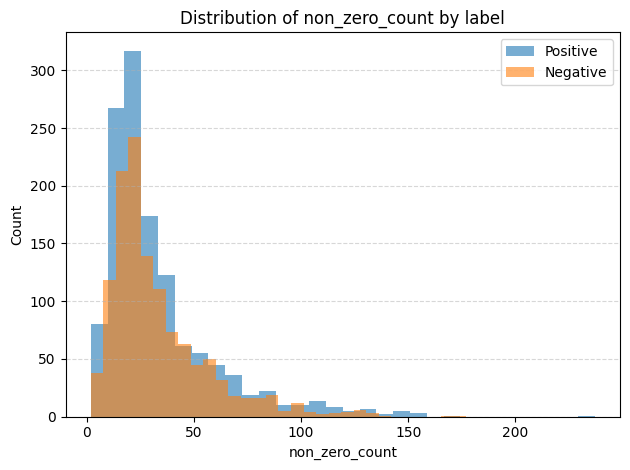 Distribution of non_zero_count by label
Positive
Negative
300
250
200
150
100
50
0
Count
0 50 100 150 200
non_zero_count